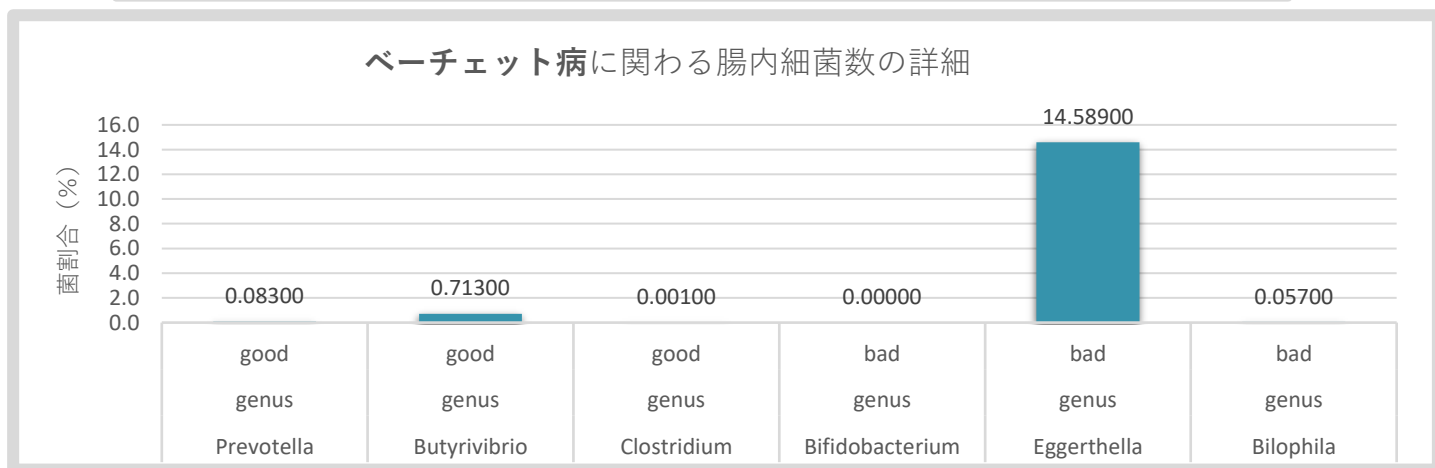 ベーチェット病に関わる腸内細菌数の詳細
菌割合（%）
16.0
14.0
12.0
10.0
8.0
6.0
4.0
2.0
0.0
0.08300 0.71300 0.00100 0.00000 14.58900 0.05700
good good good bad bad bad
genus genus genus genus genus genus
Prevotella Butyrivibrio Clostridium Bifidobacterium Eggerthella Bilophila